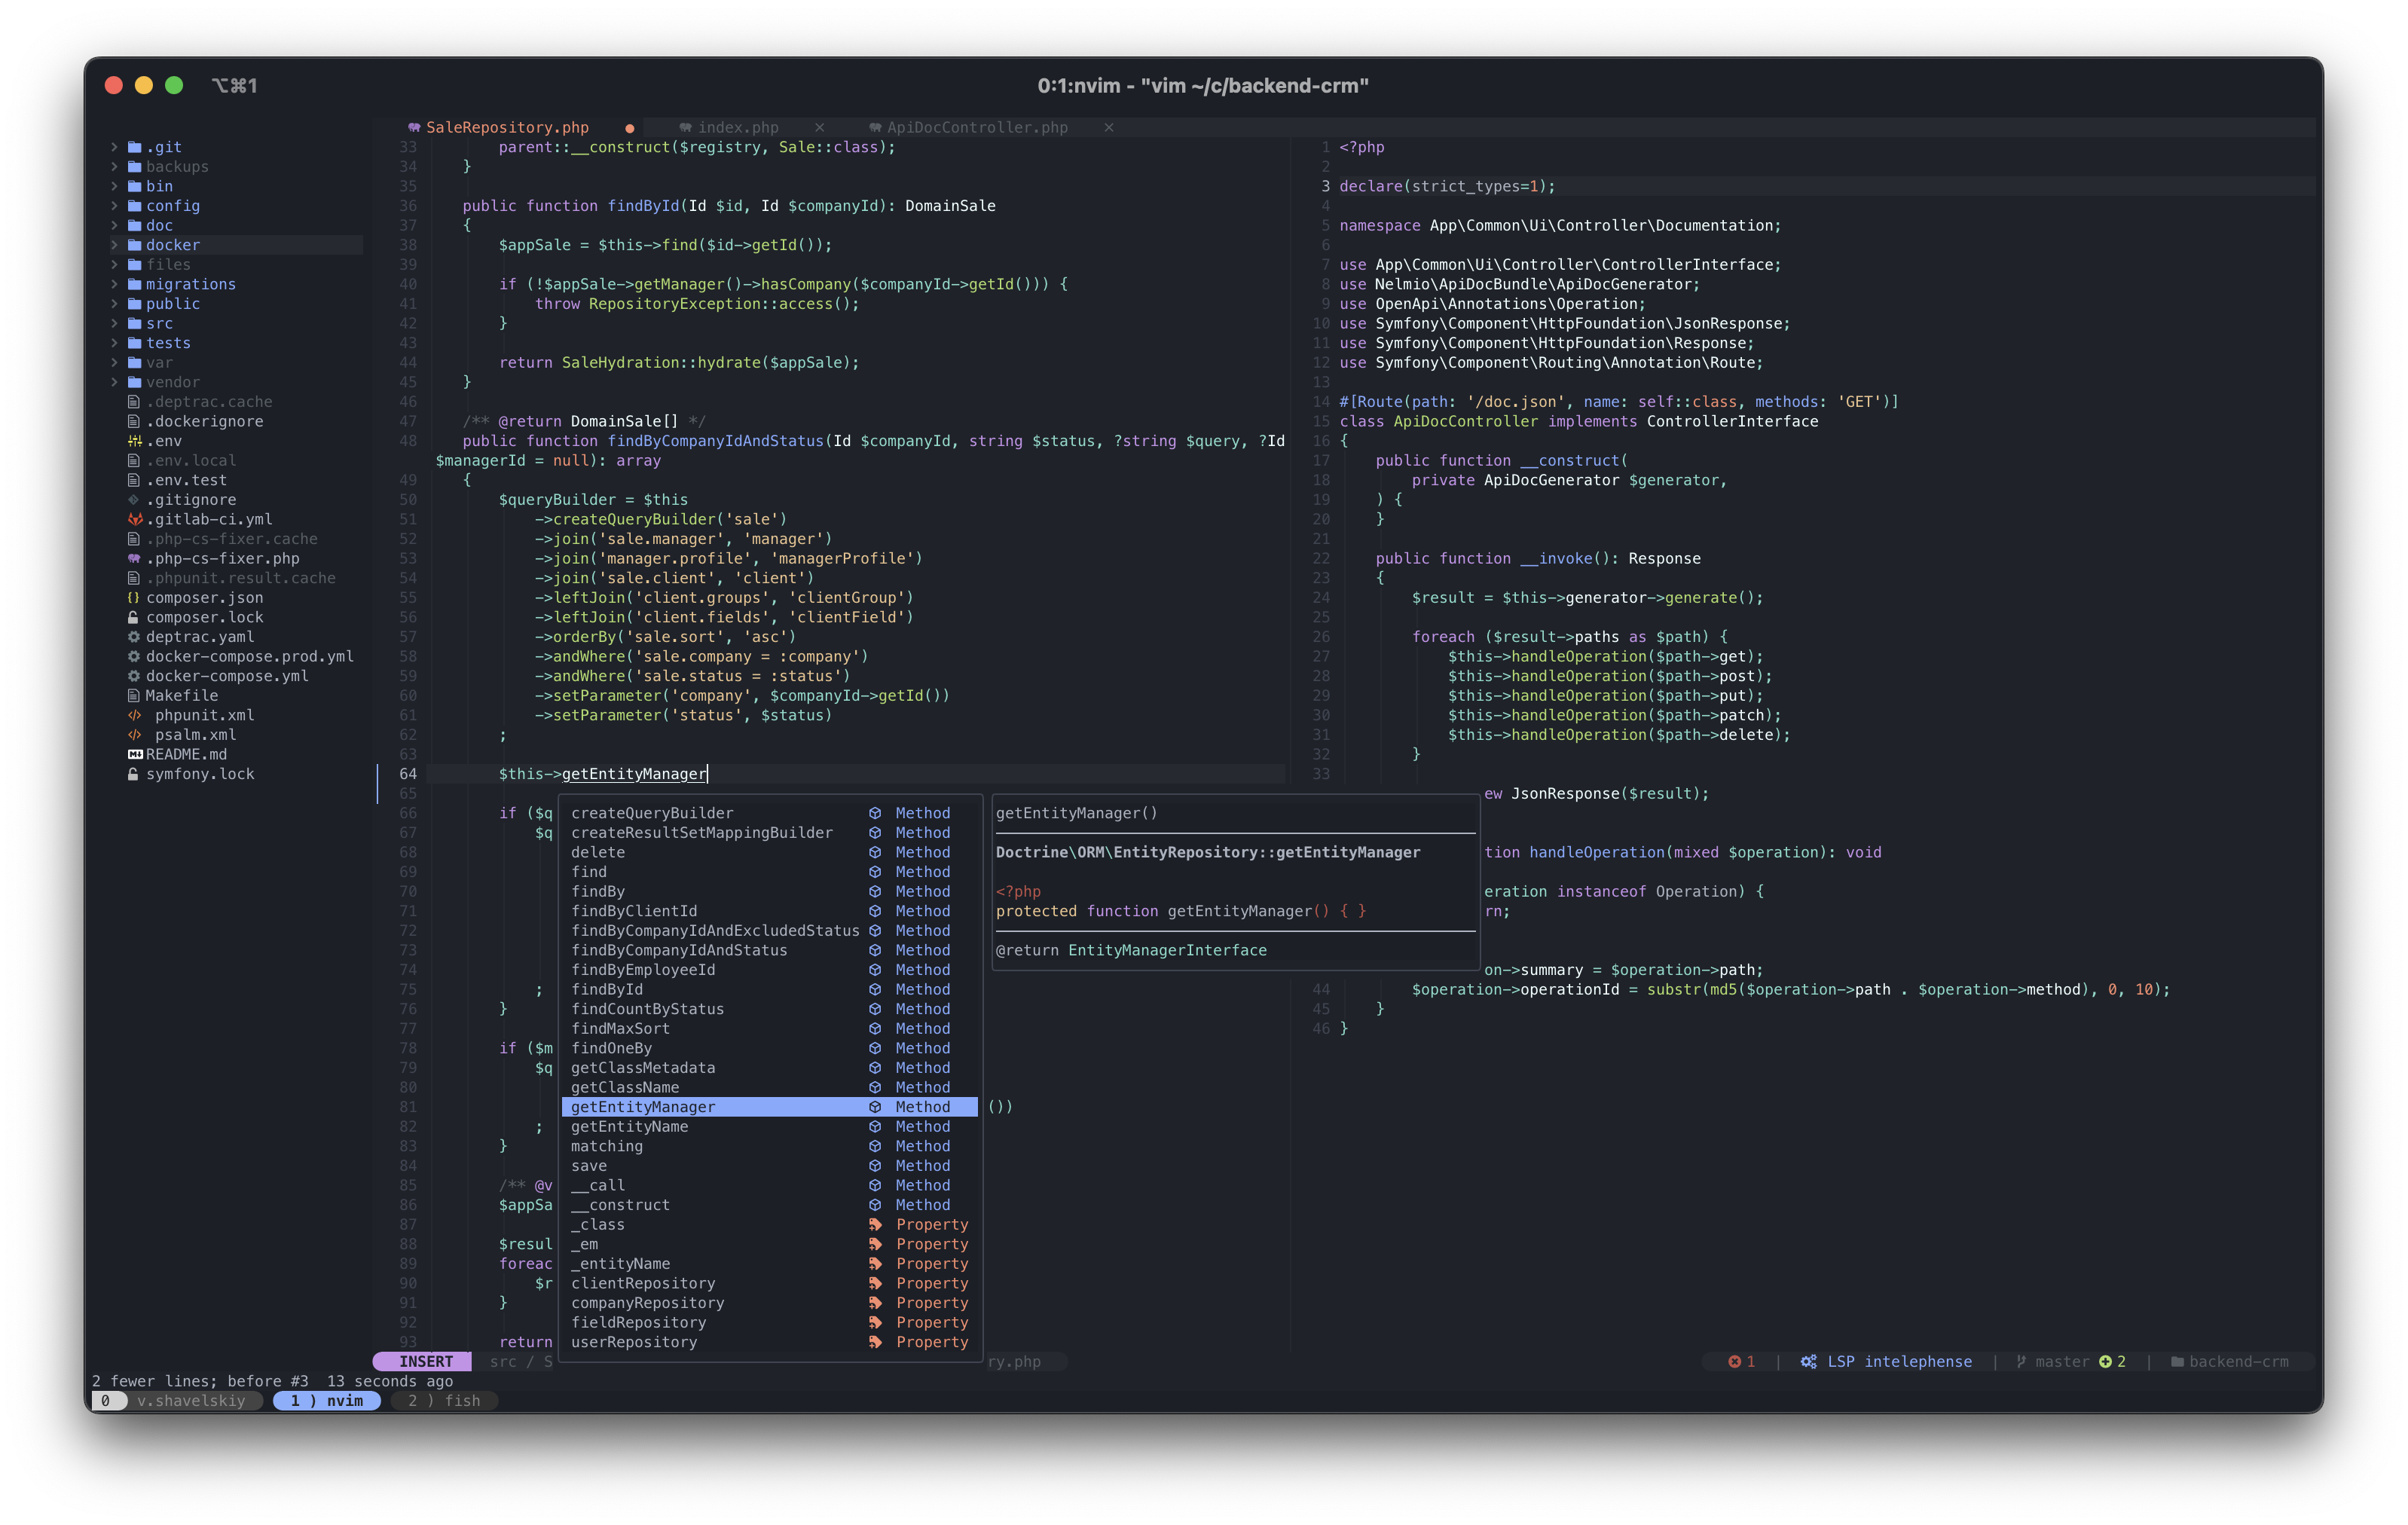 ⌥⌘1
0:1:nvim - "vim ~/c/backend-crm"
.git
backups
bin
config
doc
docker
files
migrations
public
src
tests
var
vendor
.deptrac.cache
.dockerignore
.env
.env.local
.env.test
.gitignore
.gitlab-ci.yml
.php-cs-fixer.cache
.php-cs-fixer.php
.phpunit.result.cache
composer.json
composer.lock
deptrac.yaml
docker-compose.prod.yml
docker-compose.yml
Makefile
phpunit.xml
psalm.xml
README.md
symfony.lock
SaleRepository.php ● index.php × ApiDocController.php ×
33 parent::__construct($registry, Sale::class);
34 }
35
36 public function findById(Id $id, Id $companyId): DomainSale
37 {
38 $appSale = $this->find($id->getId());
39
40 if (!$appSale->getManager()->hasCompany($companyId->getId())) {
41 throw RepositoryException::access();
42 }
43
44 return SaleHydration::hydrate($appSale);
45 }
46
47 /** @return DomainSale[] */
48 public function findByCompanyIdAndStatus(Id $companyId, string $status, ?string $query, ?Id
$managerId = null): array
49 {
50 $queryBuilder = $this
51 ->createQueryBuilder('sale')
52 ->join('sale.manager', 'manager')
53 ->join('manager.profile', 'managerProfile')
54 ->join('sale.client', 'client')
55 ->leftJoin('client.groups', 'clientGroup')
56 ->leftJoin('client.fields', 'clientField')
57 ->orderBy('sale.sort', 'asc')
58 ->andWhere('sale.company = :company')
59 ->andWhere('sale.status = :status')
60 ->setParameter('company', $companyId->getId())
61 ->setParameter('status', $status)
62 ;
63
64 $this->getEntityManager
65
66 if ($q
67 $q
68
69
70
71
72
73
74
75 ;
76 }
77
78 if ($m
79 $q
80
81 ())
82 ;
83 }
84
85 /** @v
86 $appSa
87
88 $resul
89 foreac
90 $r
91 }
92
93 return
createQueryBuilder Method
createResultSetMappingBuilder Method
delete Method
find Method
findBy Method
findByClientId Method
findByCompanyIdAndExcludedStatus Method
findByCompanyIdAndStatus Method
findByEmployeeId Method
findById Method
findCountByStatus Method
findMaxSort Method
findOneBy Method
getClassMetadata Method
getClassName Method
getEntityManager Method
getEntityName Method
matching Method
save Method
__call Method
__construct Method
_class Property
_em Property
_entityName Property
clientRepository Property
companyRepository Property
fieldRepository Property
userRepository Property
getEntityManager()
Doctrine\ORM\EntityRepository::getEntityManager
<?php
protected function getEntityManager() { }
@return EntityManagerInterface
1 <?php
2
3 declare(strict_types=1);
4
5 namespace App\Common\Ui\Controller\Documentation;
6
7 use App\Common\Ui\Controller\ControllerInterface;
8 use Nelmio\ApiDocBundle\ApiDocGenerator;
9 use OpenApi\Annotations\Operation;
10 use Symfony\Component\HttpFoundation\JsonResponse;
11 use Symfony\Component\HttpFoundation\Response;
12 use Symfony\Component\Routing\Annotation\Route;
13
14 #[Route(path: '/doc.json', name: self::class, methods: 'GET')]
15 class ApiDocController implements ControllerInterface
16 {
17 public function __construct(
18 private ApiDocGenerator $generator,
19 ) {
20 }
21
22 public function __invoke(): Response
23 {
24 $result = $this->generator->generate();
25
26 foreach ($result->paths as $path) {
27 $this->handleOperation($path->get);
28 $this->handleOperation($path->post);
29 $this->handleOperation($path->put);
30 $this->handleOperation($path->patch);
31 $this->handleOperation($path->delete);
32 }
33
ew JsonResponse($result);
tion handleOperation(mixed $operation): void
eration instanceof Operation) {
rn;
on->summary = $operation->path;
44 $operation->operationId = substr(md5($operation->path . $operation->method), 0, 10);
45 }
46 }
INSERT src / S ry.php 1 | LSP intelephense | master 2 | backend-crm
2 fewer lines; before #3 13 seconds ago
0 v.shavelskiy 1 ) nvim 2 ) fish